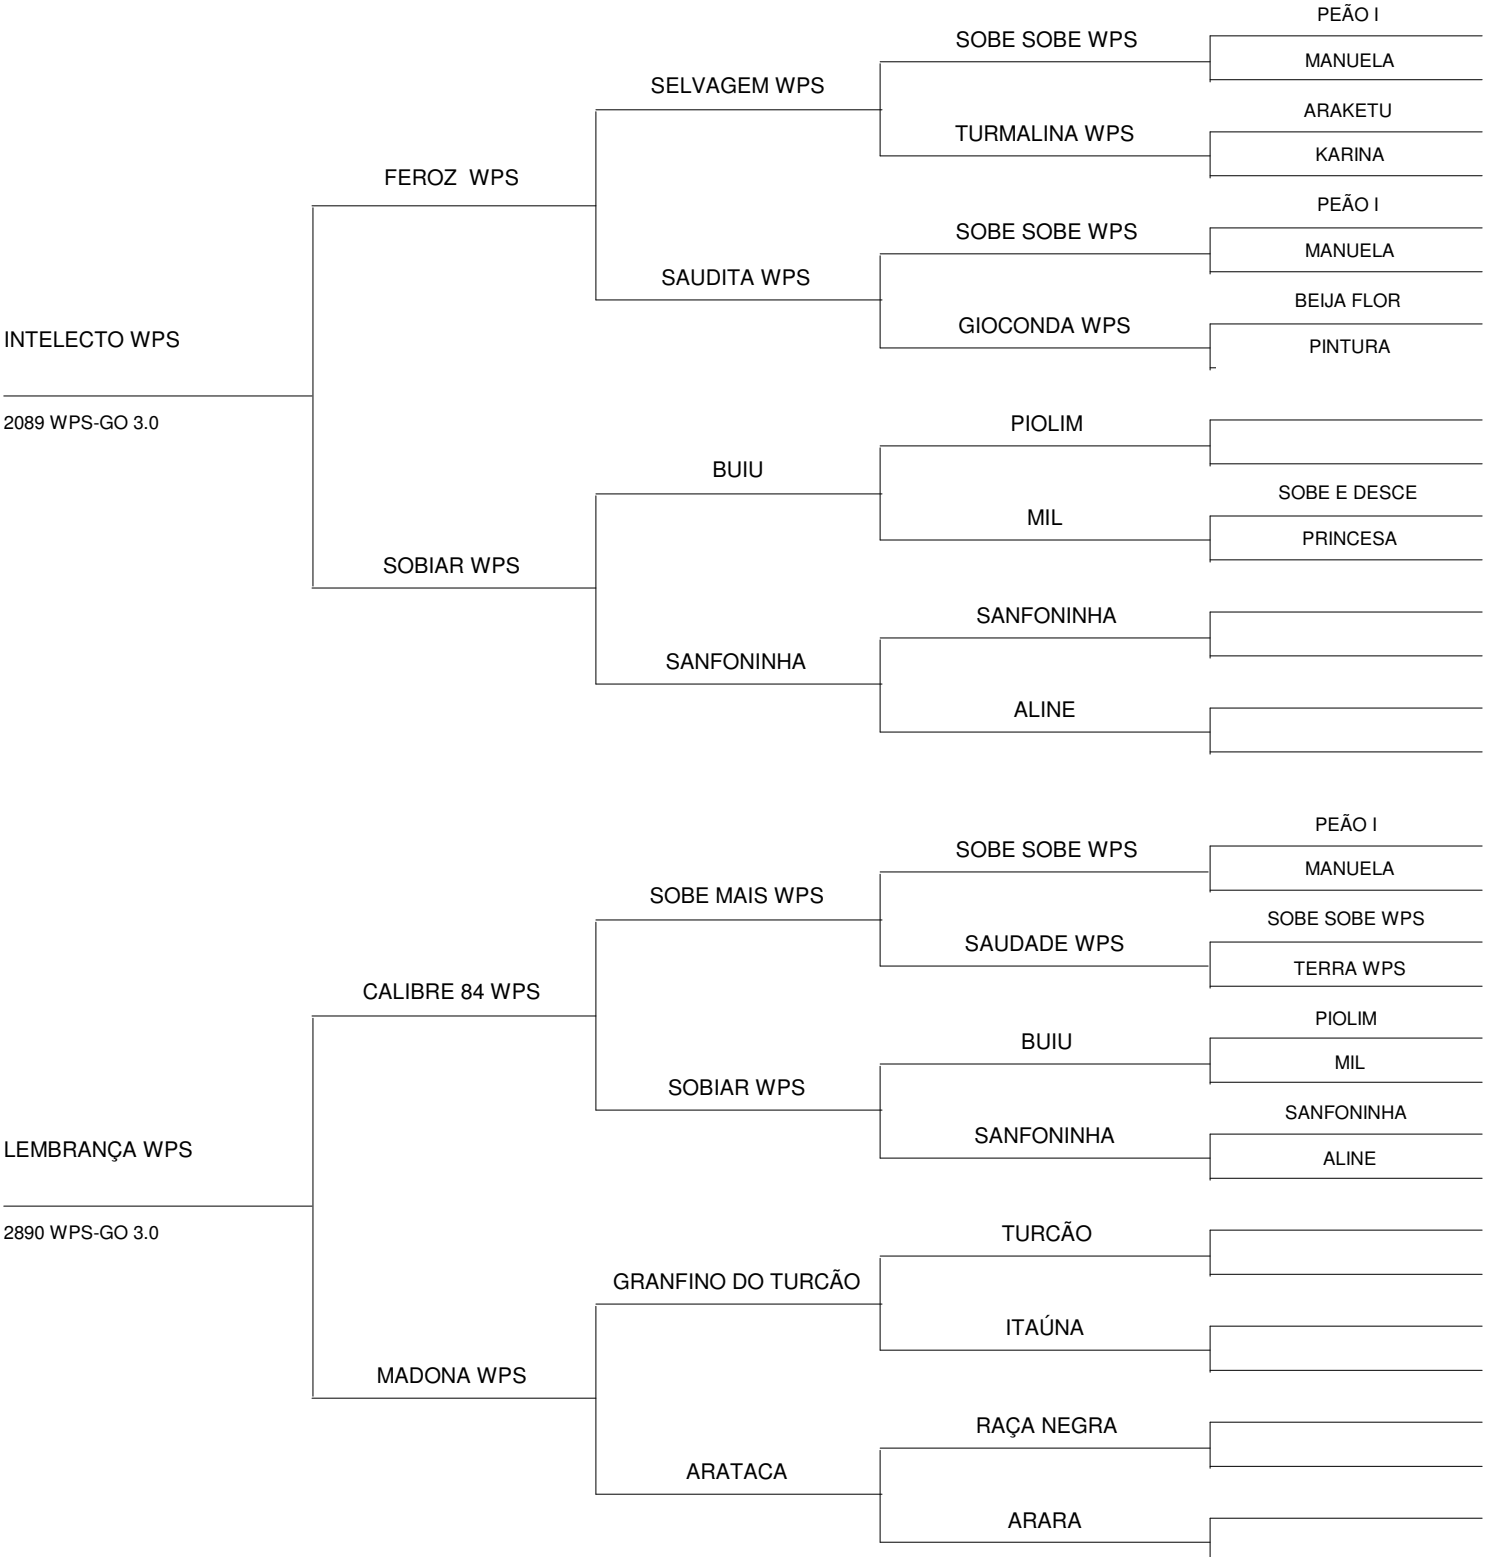 PEÃO I
SOBE SOBE WPS
MANUELA
SELVAGEM WPS
ARAKETU
TURMALINA WPS
KARINA
FEROZ  WPS
PEÃO I
SOBE SOBE WPS
MANUELA
SAUDITA WPS
BEIJA FLOR
GIOCONDA WPS
PINTURA
INTELECTO WPS
2089 WPS-GO 3.0
PIOLIM
BUIU
SOBE E DESCE
MIL
PRINCESA
SOBIAR WPS
SANFONINHA
SANFONINHA
ALINE
PEÃO I
SOBE SOBE WPS
MANUELA
SOBE MAIS WPS
SOBE SOBE WPS
SAUDADE WPS
TERRA WPS
CALIBRE 84 WPS
PIOLIM
BUIU
MIL
SOBIAR WPS
SANFONINHA
SANFONINHA
ALINE
LEMBRANÇA WPS
2890 WPS-GO 3.0
TURCÃO
GRANFINO DO TURCÃO
ITAÚNA
MADONA WPS
RAÇA NEGRA
ARATACA
ARARA